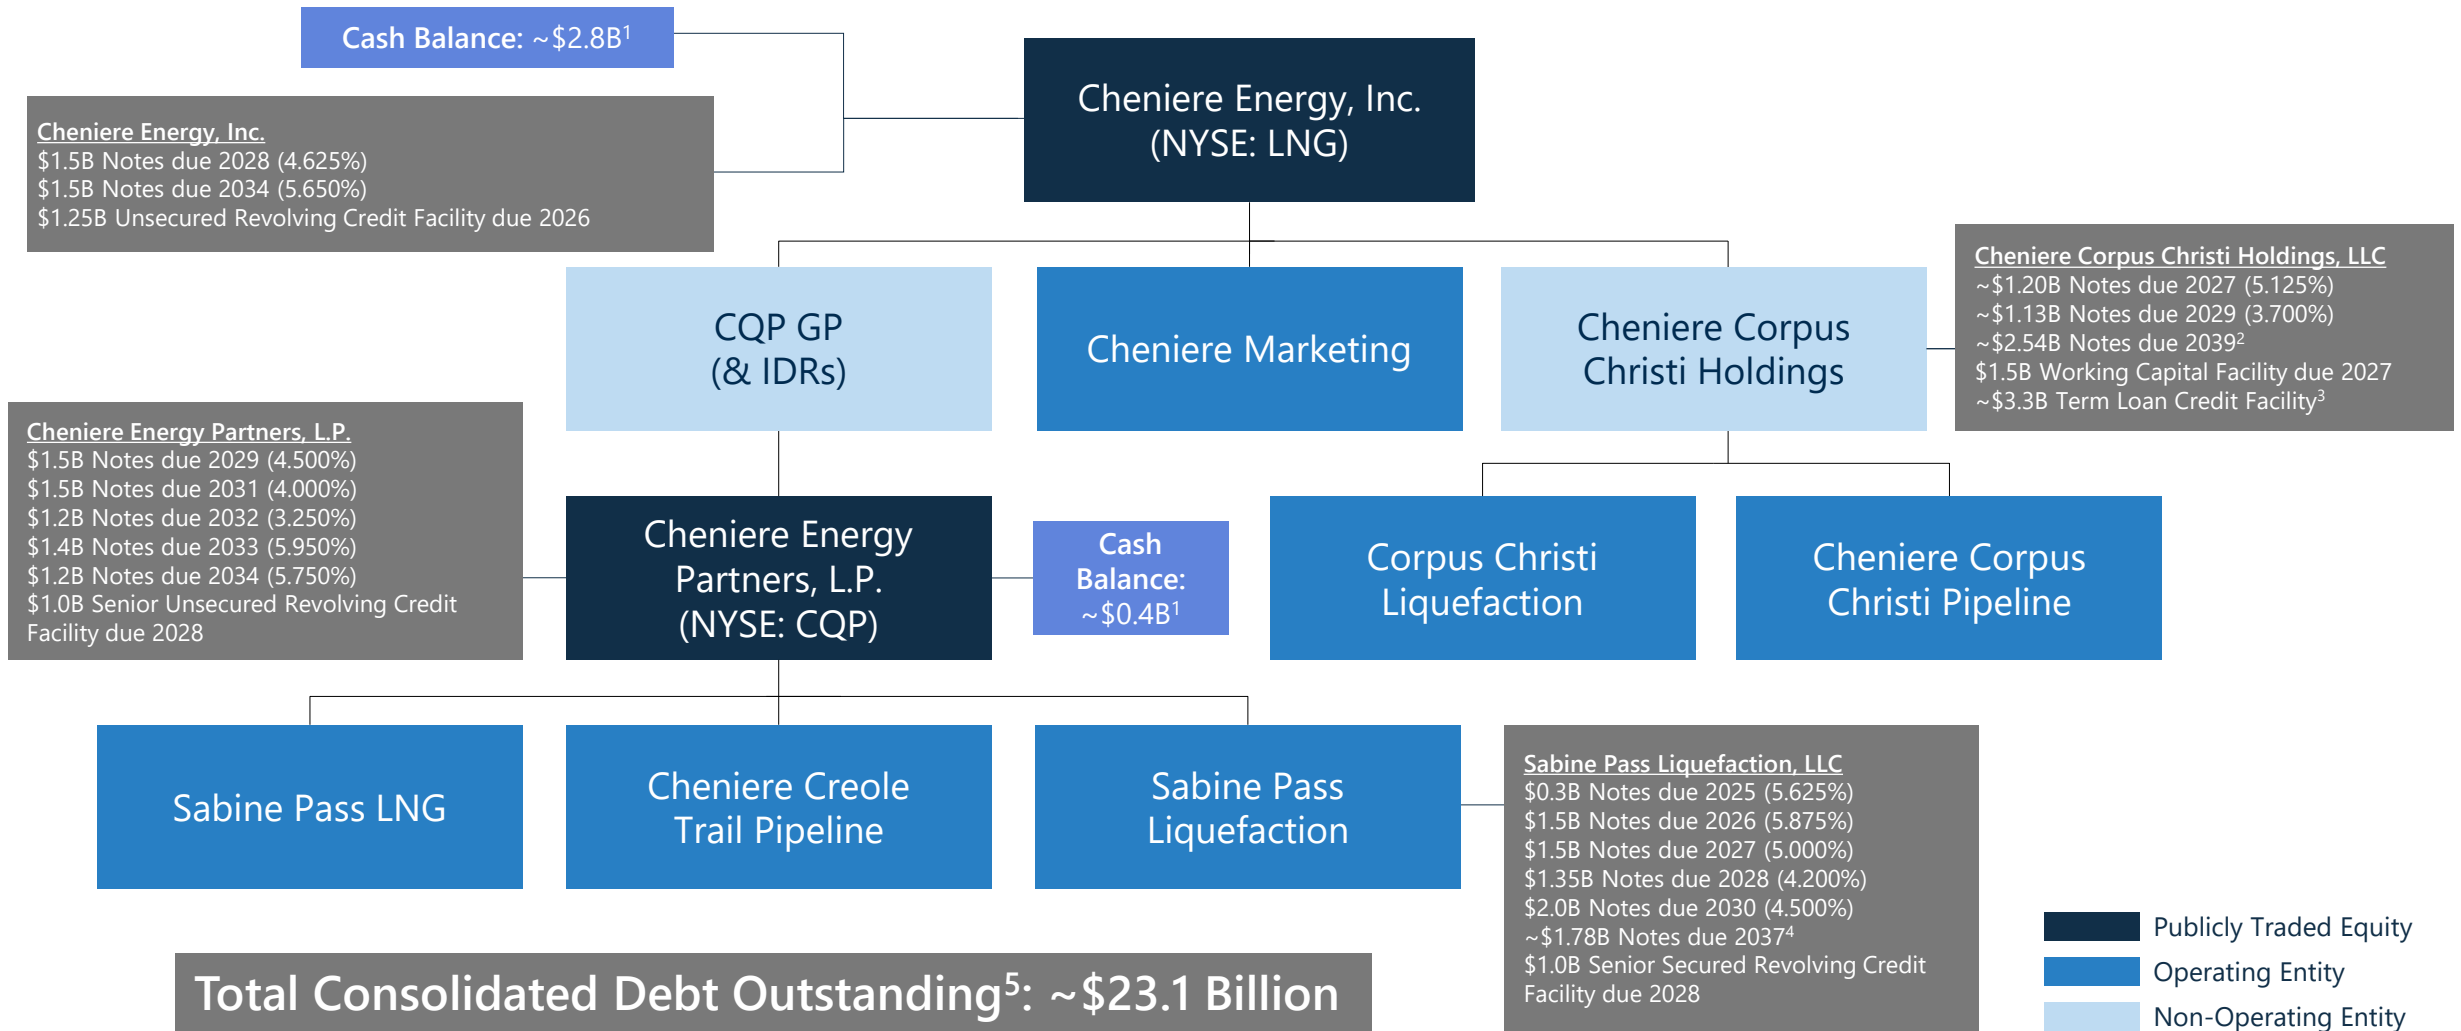 Cash Balance: ~$2.8B¹
Cheniere Energy, Inc.
(NYSE: LNG)
Cheniere Energy, Inc.
$1.5B Notes due 2028 (4.625%)
$1.5B Notes due 2034 (5.650%)
$1.25B Unsecured Revolving Credit Facility due 2026
CQP GP
(& IDRs)
Cheniere Marketing
Cheniere Corpus
Christi Holdings
Cheniere Corpus Christi Holdings, LLC
~$1.20B Notes due 2027 (5.125%)
~$1.13B Notes due 2029 (3.700%)
~$2.54B Notes due 2039²
$1.5B Working Capital Facility due 2027
~$3.3B Term Loan Credit Facility³
Cheniere Energy Partners, L.P.
$1.5B Notes due 2029 (4.500%)
$1.5B Notes due 2031 (4.000%)
$1.2B Notes due 2032 (3.250%)
$1.4B Notes due 2033 (5.950%)
$1.2B Notes due 2034 (5.750%)
$1.0B Senior Unsecured Revolving Credit
Facility due 2028
Cheniere Energy
Partners, L.P.
(NYSE: CQP)
Cash
Balance:
~$0.4B¹
Corpus Christi
Liquefaction
Cheniere Corpus
Christi Pipeline
Sabine Pass LNG
Cheniere Creole
Trail Pipeline
Sabine Pass
Liquefaction
Sabine Pass Liquefaction, LLC
$0.3B Notes due 2025 (5.625%)
$1.5B Notes due 2026 (5.875%)
$1.5B Notes due 2027 (5.000%)
$1.35B Notes due 2028 (4.200%)
$2.0B Notes due 2030 (4.500%)
~$1.78B Notes due 2037⁴
$1.0B Senior Secured Revolving Credit
Facility due 2028
Total Consolidated Debt Outstanding⁵: ~$23.1 Billion
Publicly Traded Equity
Operating Entity
Non-Operating Entity